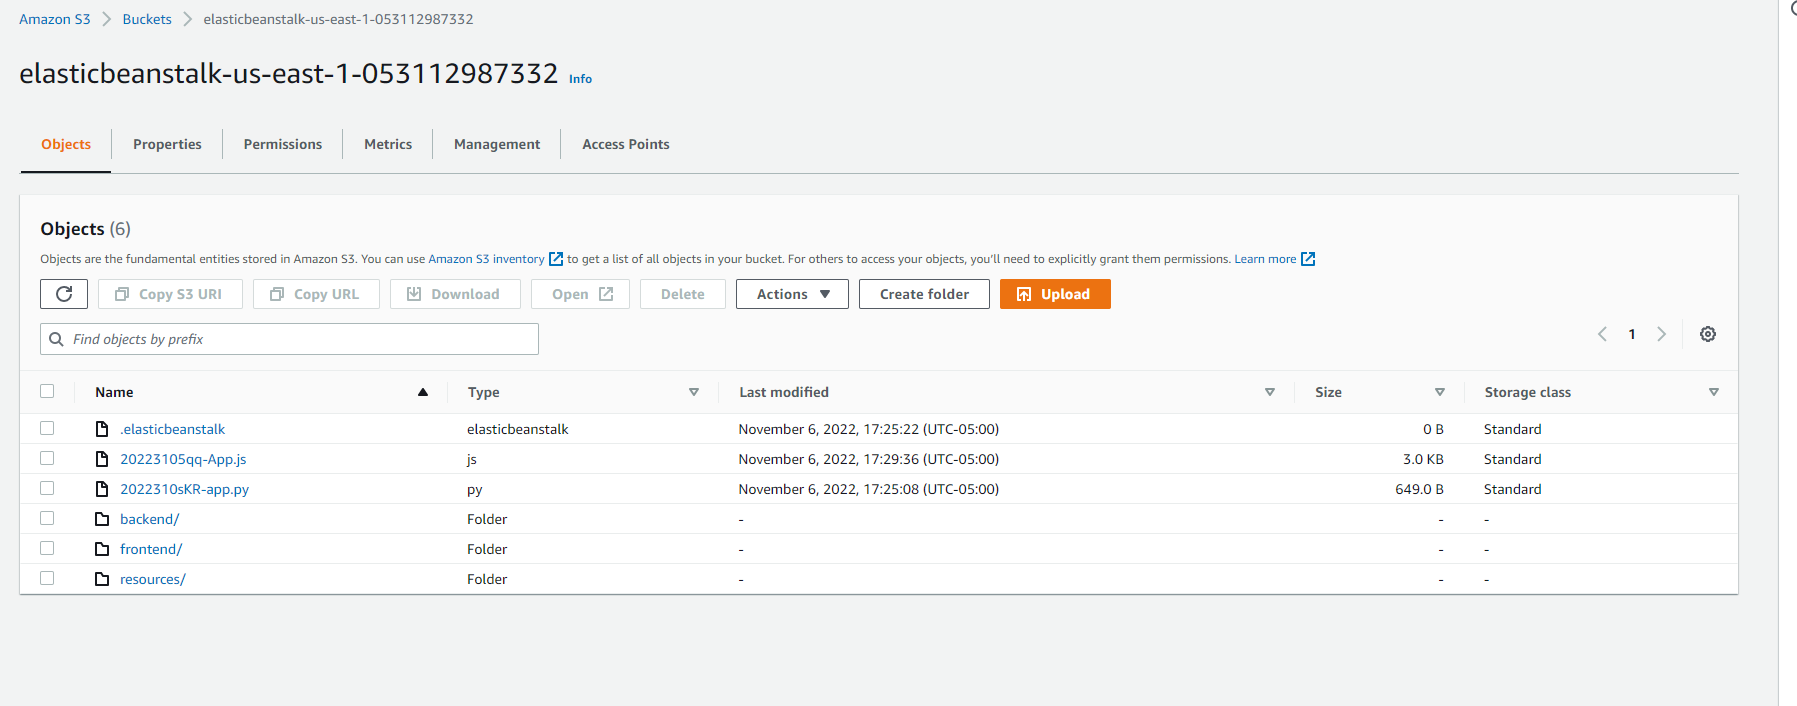 Amazon S3 > Buckets > elasticbeanstalk-us-east-1-053112987332
elasticbeanstalk-us-east-1-053112987332 Info
Objects Properties Permissions Metrics Management Access Points
Objects (6)
Objects are the fundamental entities stored in Amazon S3. You can use Amazon S3 inventory to get a list of all objects in your bucket. For others to access your objects, you'll need to explicitly grant them permissions. Learn more
Copy S3 URI Copy URL Download Open Delete Actions Create folder Upload
Find objects by prefix
1
Name Type Last modified Size Storage class
.elasticbeanstalk elasticbeanstalk November 6, 2022, 17:25:22 (UTC-05:00) 0 B Standard
20223105qq-App.js js November 6, 2022, 17:29:36 (UTC-05:00) 3.0 KB Standard
2022310sKR-app.py py November 6, 2022, 17:25:08 (UTC-05:00) 649.0 B Standard
backend/ Folder - - -
frontend/ Folder - - -
resources/ Folder - - -